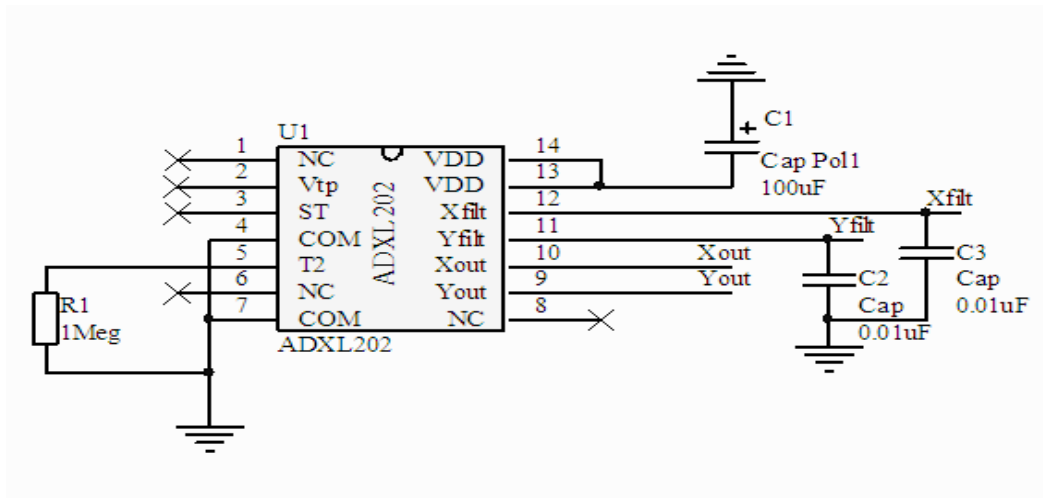 U1
1 NC VDD 14
2 Vtp VDD 13
3 ST Xfilt 12
4 COM Yfilt 11
5 T2 Xout 10
6 NC Yout 9
7 COM NC 8
ADXL202
ADXL202
R1
1Meg
+ C1
Cap Pol1
100uF
Xfilt
Yfilt
Xout
Yout
C2
Cap
0.01uF
C3
Cap
0.01uF